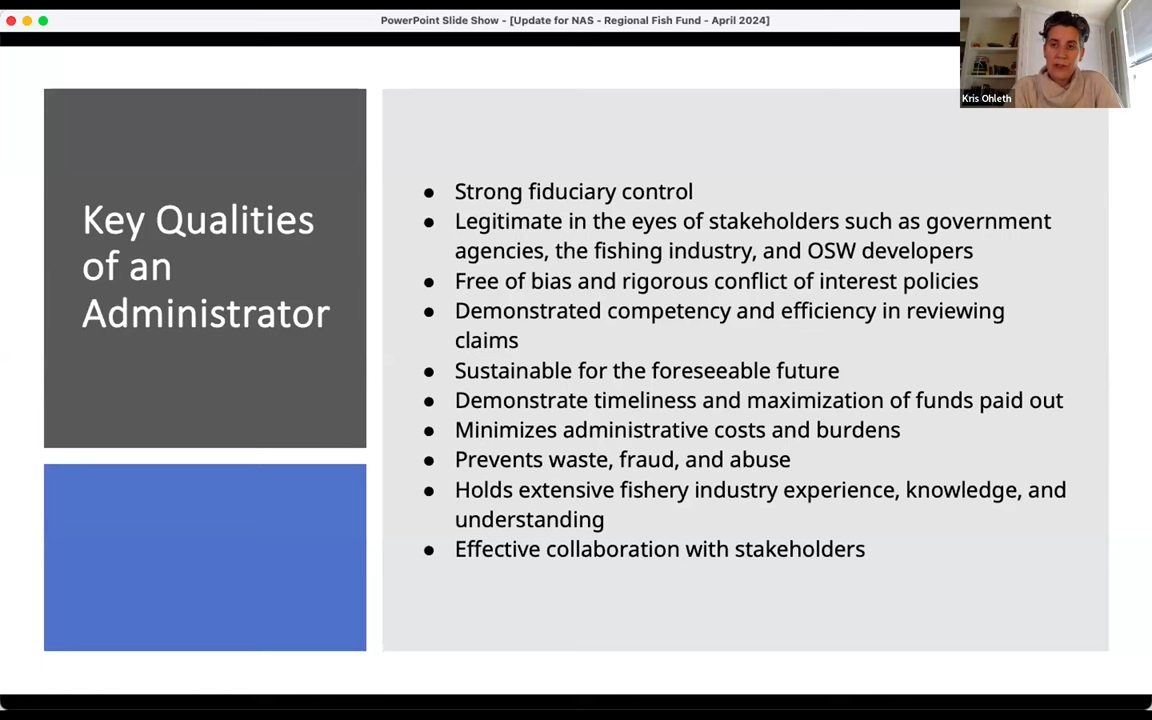 PowerPoint Slide Show - [Update for NAS - Regional Fish Fund - April 2024]
Kris Ohleth
Key Qualities
of an
Administrator
● Strong fiduciary control
● Legitimate in the eyes of stakeholders such as government
agencies, the fishing industry, and OSW developers
● Free of bias and rigorous conflict of interest policies
● Demonstrated competency and efficiency in reviewing
claims
● Sustainable for the foreseeable future
● Demonstrate timeliness and maximization of funds paid out
● Minimizes administrative costs and burdens
● Prevents waste, fraud, and abuse
● Holds extensive fishery industry experience, knowledge, and
understanding
● Effective collaboration with stakeholders